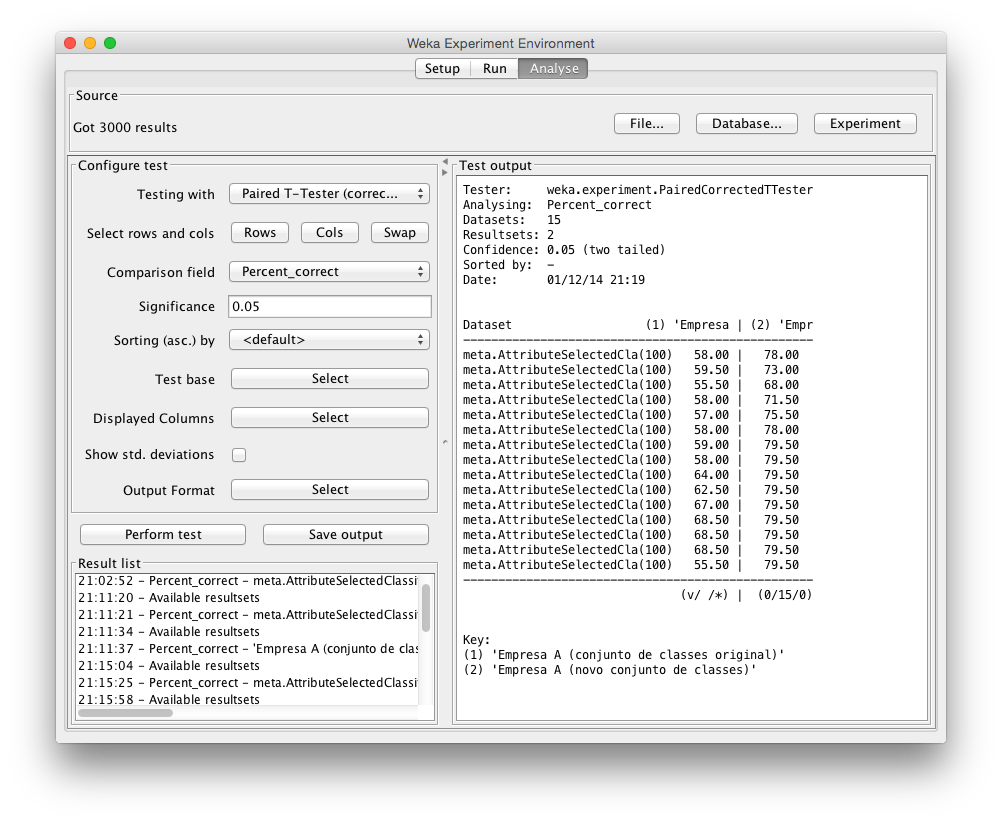 Weka Experiment Environment
Setup Run Analyse
Source
Got 3000 results
File... Database... Experiment
Configure test
Testing with Paired T-Tester (correc...
Select rows and cols Rows Cols Swap
Comparison field Percent_correct
Significance 0.05
Sorting (asc.) by <default>
Test base Select
Displayed Columns Select
Show std. deviations
Output Format Select
Perform test Save output
Result list
21:02:52 - Percent_correct - meta.AttributeSelectedClassi
21:11:20 - Available resultsets
21:11:21 - Percent_correct - meta.AttributeSelectedClassi
21:11:34 - Available resultsets
21:11:37 - Percent_correct - 'Empresa A (conjunto de clas
21:15:04 - Available resultsets
21:15:25 - Percent_correct - meta.AttributeSelectedClassi
21:15:58 - Available resultsets
Test output
Tester: weka.experiment.PairedCorrectedTTester
Analysing: Percent_correct
Datasets: 15
Resultsets: 2
Confidence: 0.05 (two tailed)
Sorted by: -
Date: 01/12/14 21:19
Dataset (1) 'Empresa | (2) 'Empr
--------------------------------------------------
meta.AttributeSelectedCla(100) 58.00 | 78.00
meta.AttributeSelectedCla(100) 59.50 | 73.00
meta.AttributeSelectedCla(100) 55.50 | 68.00
meta.AttributeSelectedCla(100) 58.00 | 71.50
meta.AttributeSelectedCla(100) 57.00 | 75.50
meta.AttributeSelectedCla(100) 58.00 | 78.00
meta.AttributeSelectedCla(100) 59.00 | 79.50
meta.AttributeSelectedCla(100) 58.00 | 79.50
meta.AttributeSelectedCla(100) 64.00 | 79.50
meta.AttributeSelectedCla(100) 62.50 | 79.50
meta.AttributeSelectedCla(100) 67.00 | 79.50
meta.AttributeSelectedCla(100) 68.50 | 79.50
meta.AttributeSelectedCla(100) 68.50 | 79.50
meta.AttributeSelectedCla(100) 68.50 | 79.50
meta.AttributeSelectedCla(100) 55.50 | 79.50
--------------------------------------------------
(v/ /*) | (0/15/0)
Key:
(1) 'Empresa A (conjunto de classes original)'
(2) 'Empresa A (novo conjunto de classes)'